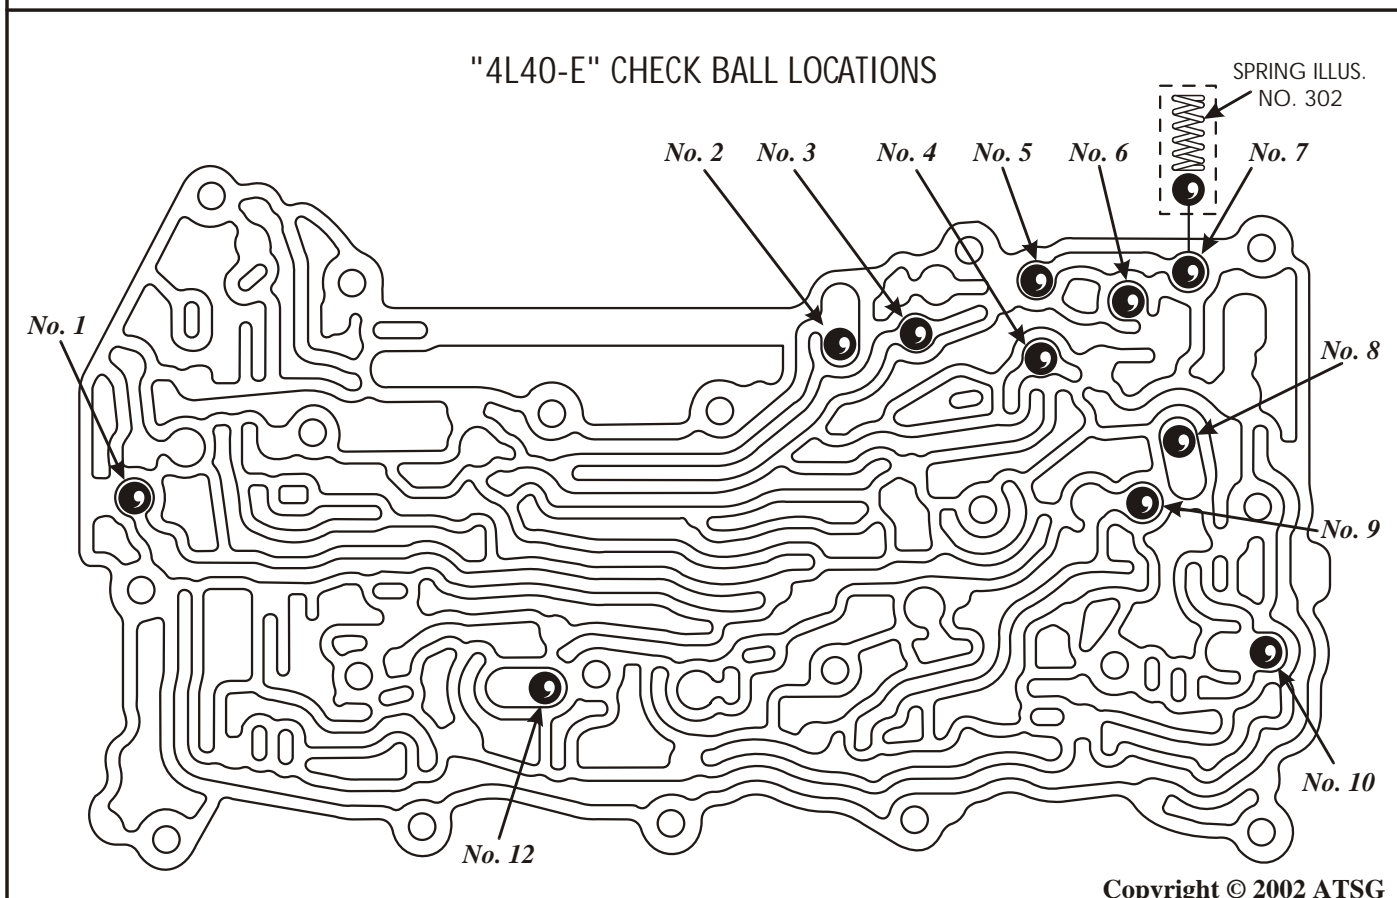 "4L40-E" CHECK BALL LOCATIONS
SPRING ILLUS.
NO. 302
No. 2
No. 3
No. 4
No. 5
No. 6
No. 7
No. 1
No. 8
No. 9
No. 10
No. 12
Copyright © 2002 ATSG